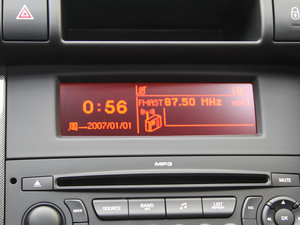 18
0:56
FMAST 87.50 MHz
周一2007/01/01
MP3
MUTE
SOURCE
BAND
LIST